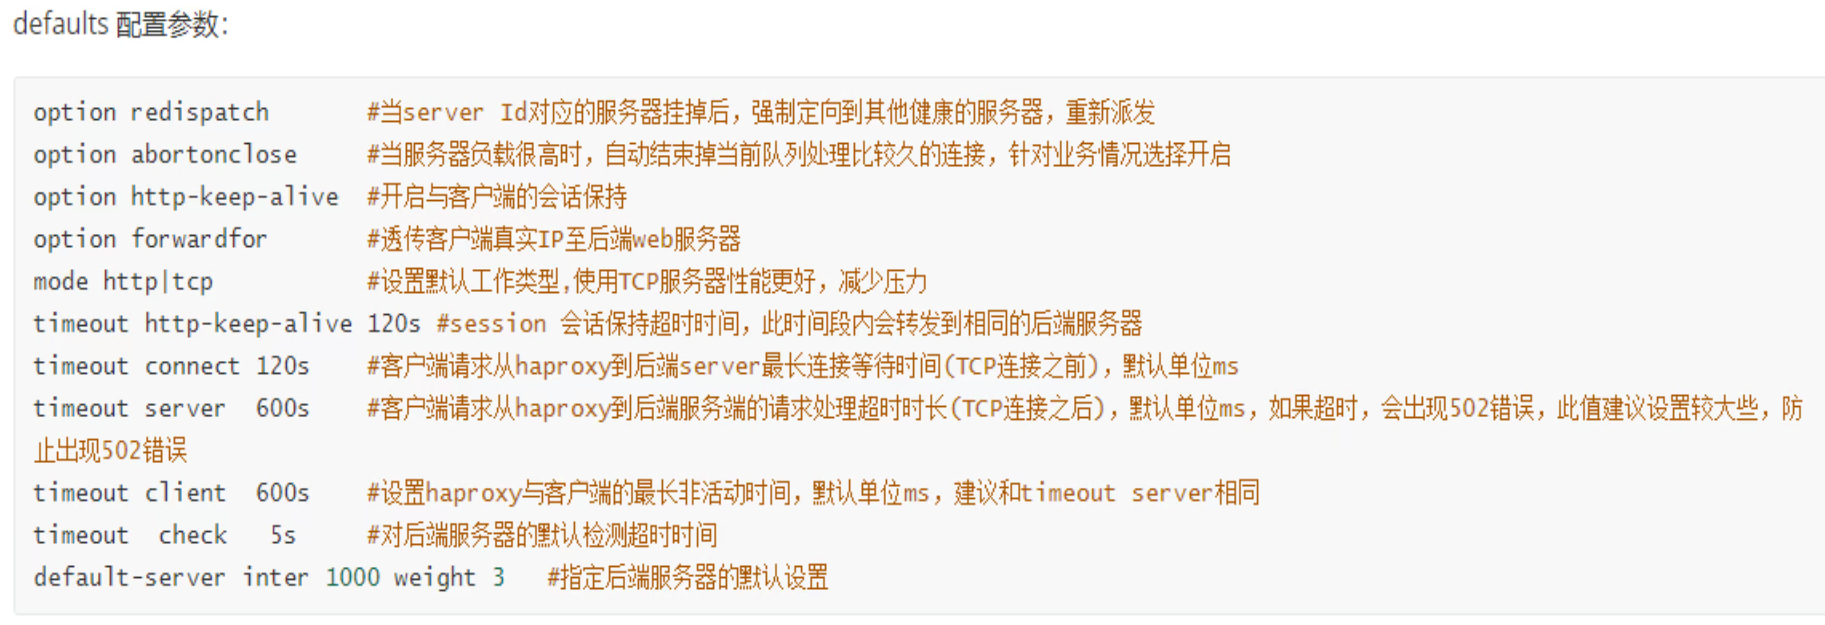 defaults 配置参数：
option redispatch #当server Id对应的服务器挂掉后，强制定向到其他健康的服务器，重新派发
option abortonclose #当服务器负载很高时，自动结束掉当前队列处理比较久的连接，针对业务情况选择开启
option http-keep-alive #开启与客户端的会话保持
option forwardfor #透传客户端真实IP至后端web服务器
mode http|tcp #设置默认工作类型,使用TCP服务器性能更好，减少压力
timeout http-keep-alive 120s #session 会话保持超时时间，此时间段内会转发到相同的后端服务器
timeout connect 120s #客户端请求从haproxy到后端server最长连接等待时间(TCP连接之前)，默认单位ms
timeout server 600s #客户端请求从haproxy到后端服务端的请求处理超时时长(TCP连接之后)，默认单位ms，如果超时，会出现502错误，此值建议设置较大些，防
止出现502错误
timeout client 600s #设置haproxy与客户端的最长非活动时间，默认单位ms，建议和timeout server相同
timeout check 5s #对后端服务器的默认检测超时时间
default-server inter 1000 weight 3 #指定后端服务器的默认设置